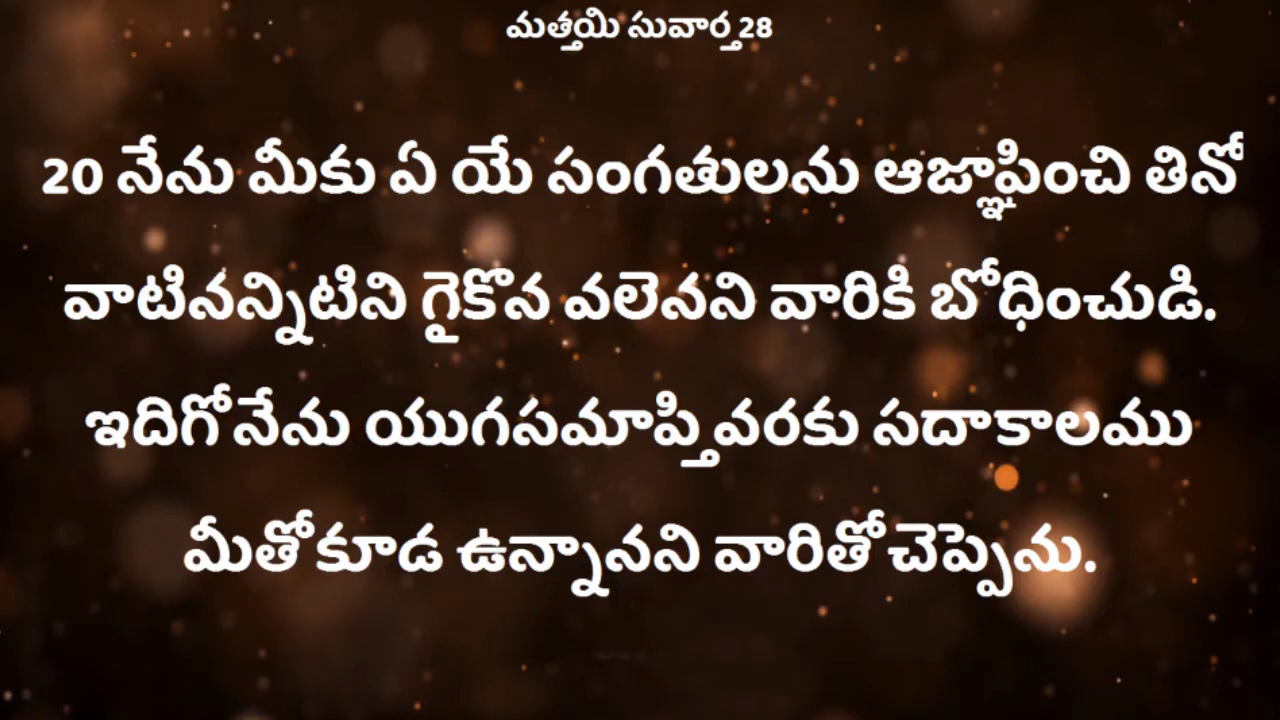 మత్తయి సువార్త 28
20 నేను మీకు ఏ యే సంగతులను ఆజ్ఞాపించి తినో
వాటినన్నిటిని గైకొన వలెనని వారికి బోధించుడి.
ఇదిగో నేను యుగసమాప్తివరకు సదాకాలము
మీతో కూడ ఉన్నానని వారితో చెప్పెను.